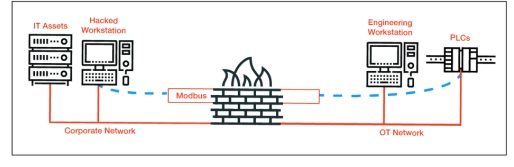 IT Assets
Hacked
Workstation
Engineering
Workstation
PLCs
Modbus
Corporate Network
OT Network